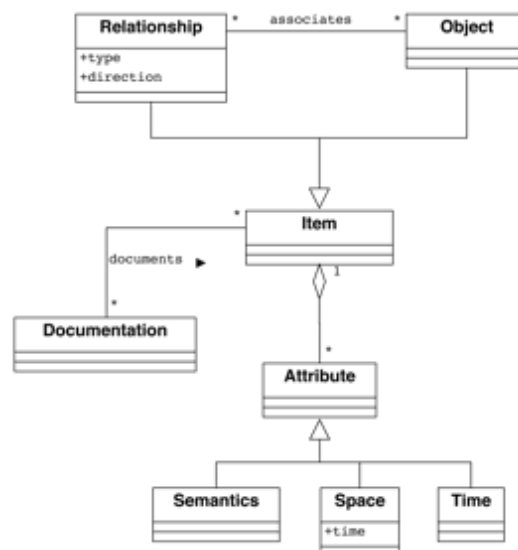 Relationship
* associates *
Object
+type
+direction
*
Item
1
documents ►
*
Documentation
*
Attribute
Semantics
Space
Time
+time